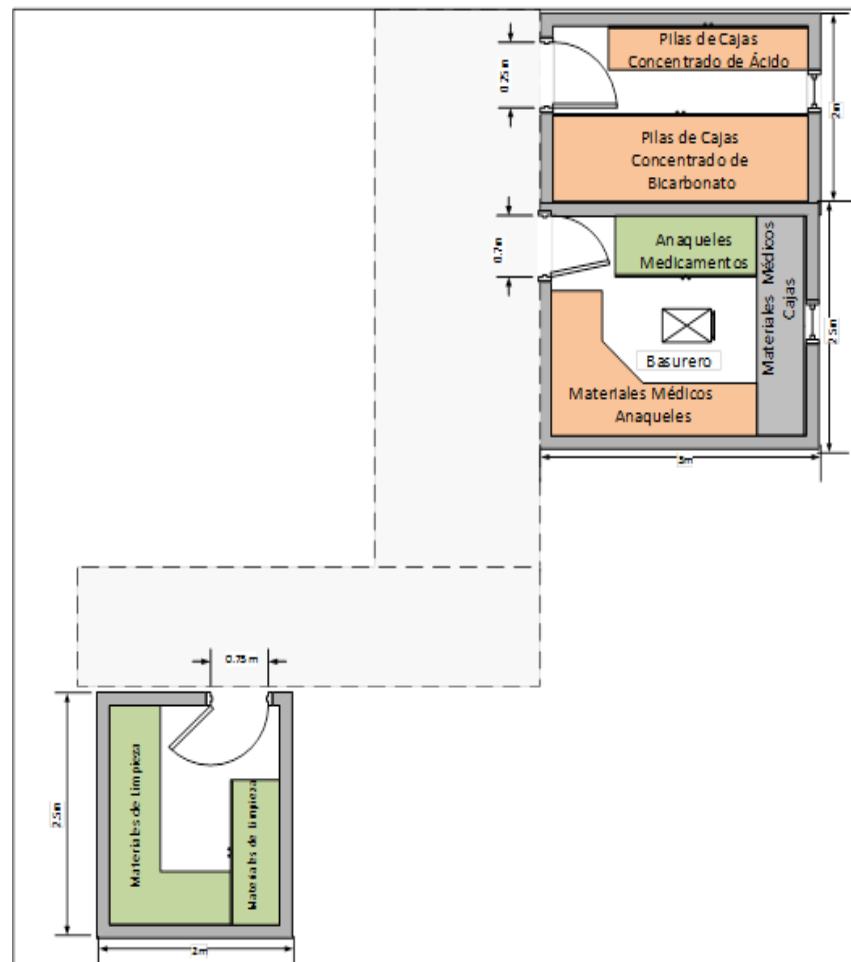 Pilas de Cajas
Concentrado de Ácido
0.25m
2m
Pilas de Cajas
Concentrado de
Bicarbonato
Anaqueles
Medicamentos
0.7m
Materiales Médicos
Cajas
2.5m
Basurero
Materiales Médicos
Anaqueles
3m
0.75m
Materiales de Limpieza
Materiales de Limpieza
2.5m
2m